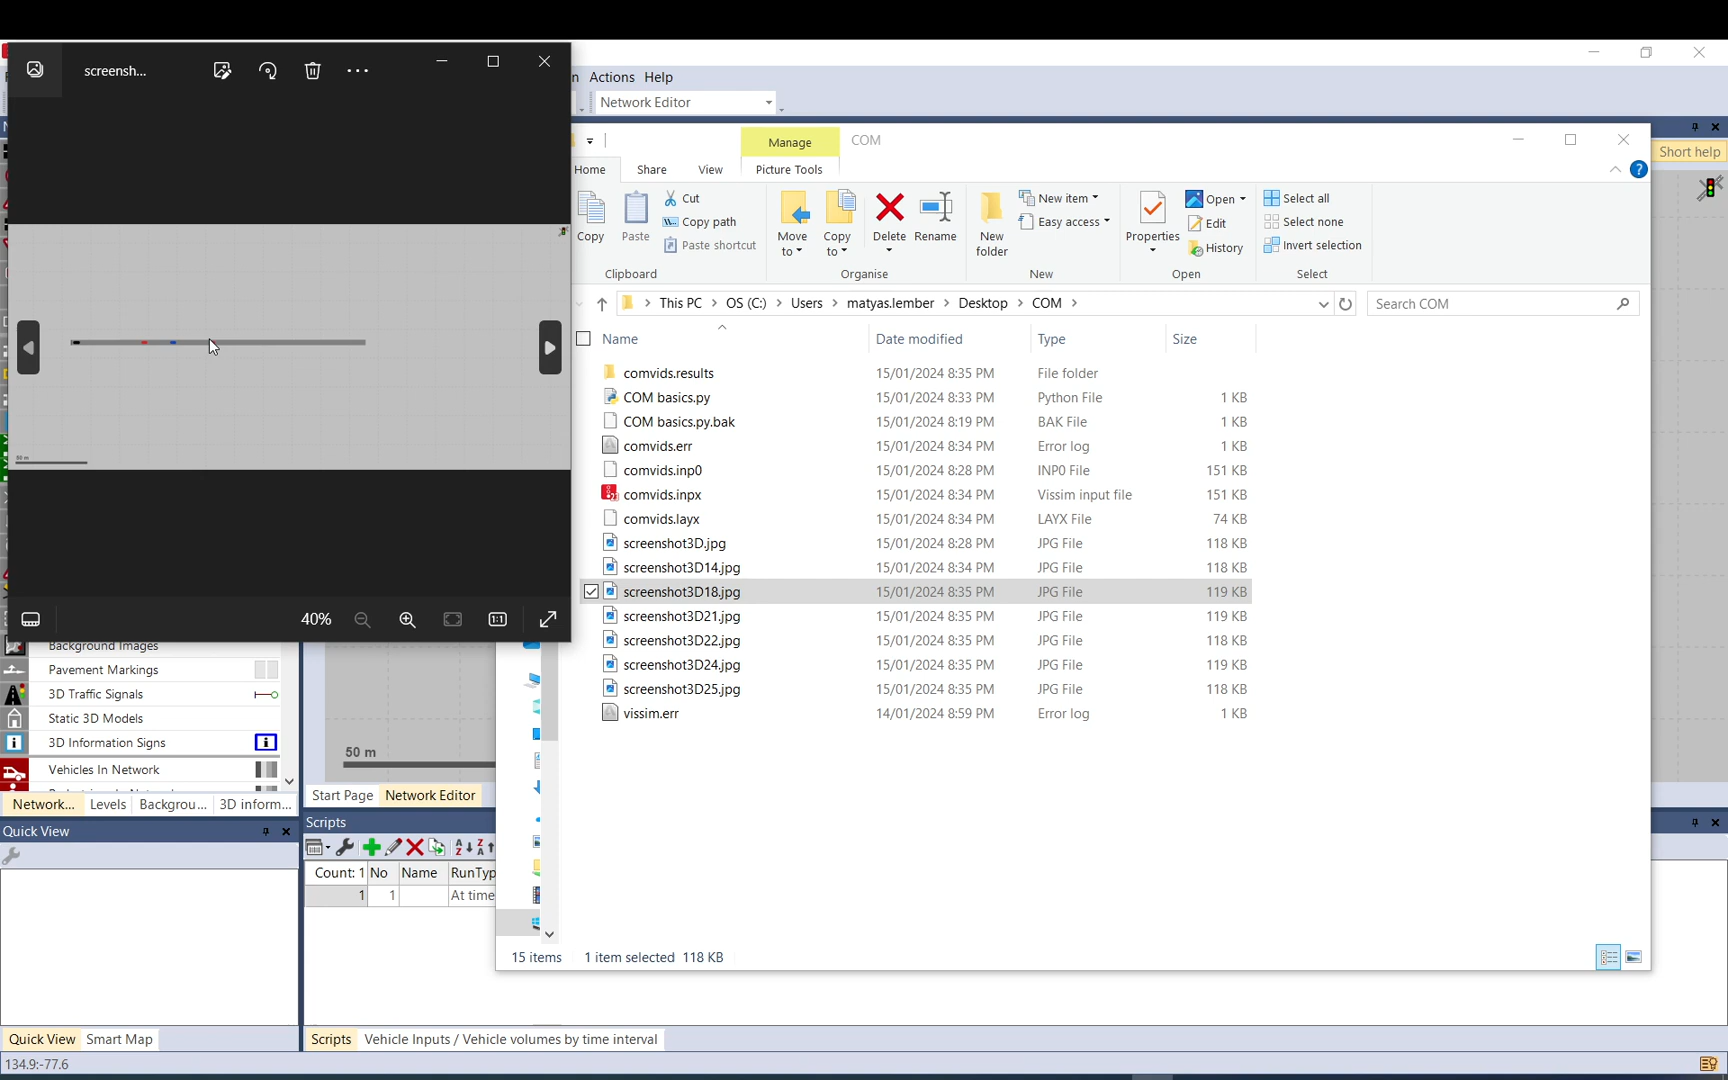 screensh...
n Actions Help
Network Editor
Manage
COM
Short help
Home Share View Picture Tools
Copy
Paste
Cut
Copy path
Paste shortcut
Clipboard
Move to
Copy to
Delete
Rename
Organise
New folder
New item
Easy access
New
Properties
Open
Edit
History
Open
Select all
Select none
Invert selection
Select
This PC > OS (C:) > Users > matyas.lember > Desktop > COM >
Search COM
Name Date modified Type Size
comvids.results 15/01/2024 8:35 PM File folder
COM basics.py 15/01/2024 8:33 PM Python File 1 KB
COM basics.py.bak 15/01/2024 8:19 PM BAK File 1 KB
comvids.err 15/01/2024 8:34 PM Error log 1 KB
comvids.inp0 15/01/2024 8:28 PM INP0 File 151 KB
comvids.inpx 15/01/2024 8:34 PM Vissim input file 151 KB
comvids.layx 15/01/2024 8:34 PM LAYX File 74 KB
screenshot3D.jpg 15/01/2024 8:28 PM JPG File 118 KB
screenshot3D14.jpg 15/01/2024 8:34 PM JPG File 118 KB
screenshot3D18.jpg 15/01/2024 8:35 PM JPG File 119 KB
screenshot3D21.jpg 15/01/2024 8:35 PM JPG File 119 KB
screenshot3D22.jpg 15/01/2024 8:35 PM JPG File 118 KB
screenshot3D24.jpg 15/01/2024 8:35 PM JPG File 119 KB
screenshot3D25.jpg 15/01/2024 8:35 PM JPG File 118 KB
vissim.err 14/01/2024 8:59 PM Error log 1 KB
15 items 1 item selected 118 KB
50 m
40%
1:1
Background Images
Pavement Markings
3D Traffic Signals
Static 3D Models
3D Information Signs
Vehicles In Network
Network... Levels Backgrou... 3D inform...
50 m
Start Page Network Editor
Quick View
Scripts
Count: 1 No Name RunTyp
1 1 At time
Quick View Smart Map
Scripts Vehicle Inputs / Vehicle volumes by time interval
134.9:-77.6